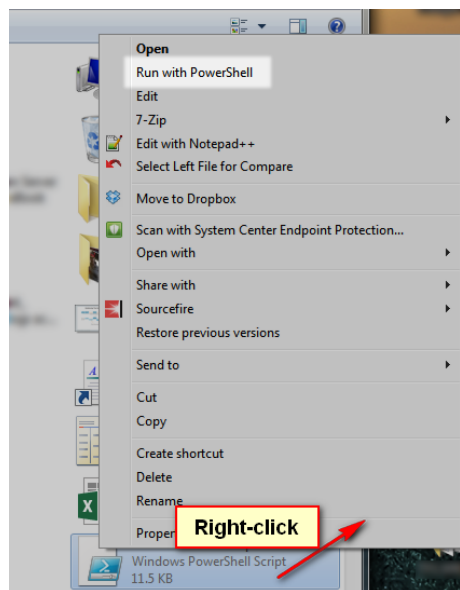 Open
Run with PowerShell
Edit
7-Zip
Edit with Notepad++
Select Left File for Compare
Move to Dropbox
Scan with System Center Endpoint Protection...
Open with
Share with
Sourcefire
Restore previous versions
Send to
Cut
Copy
Create shortcut
Delete
Rename
Proper
Right-click
Windows PowerShell Script
11.5 KB